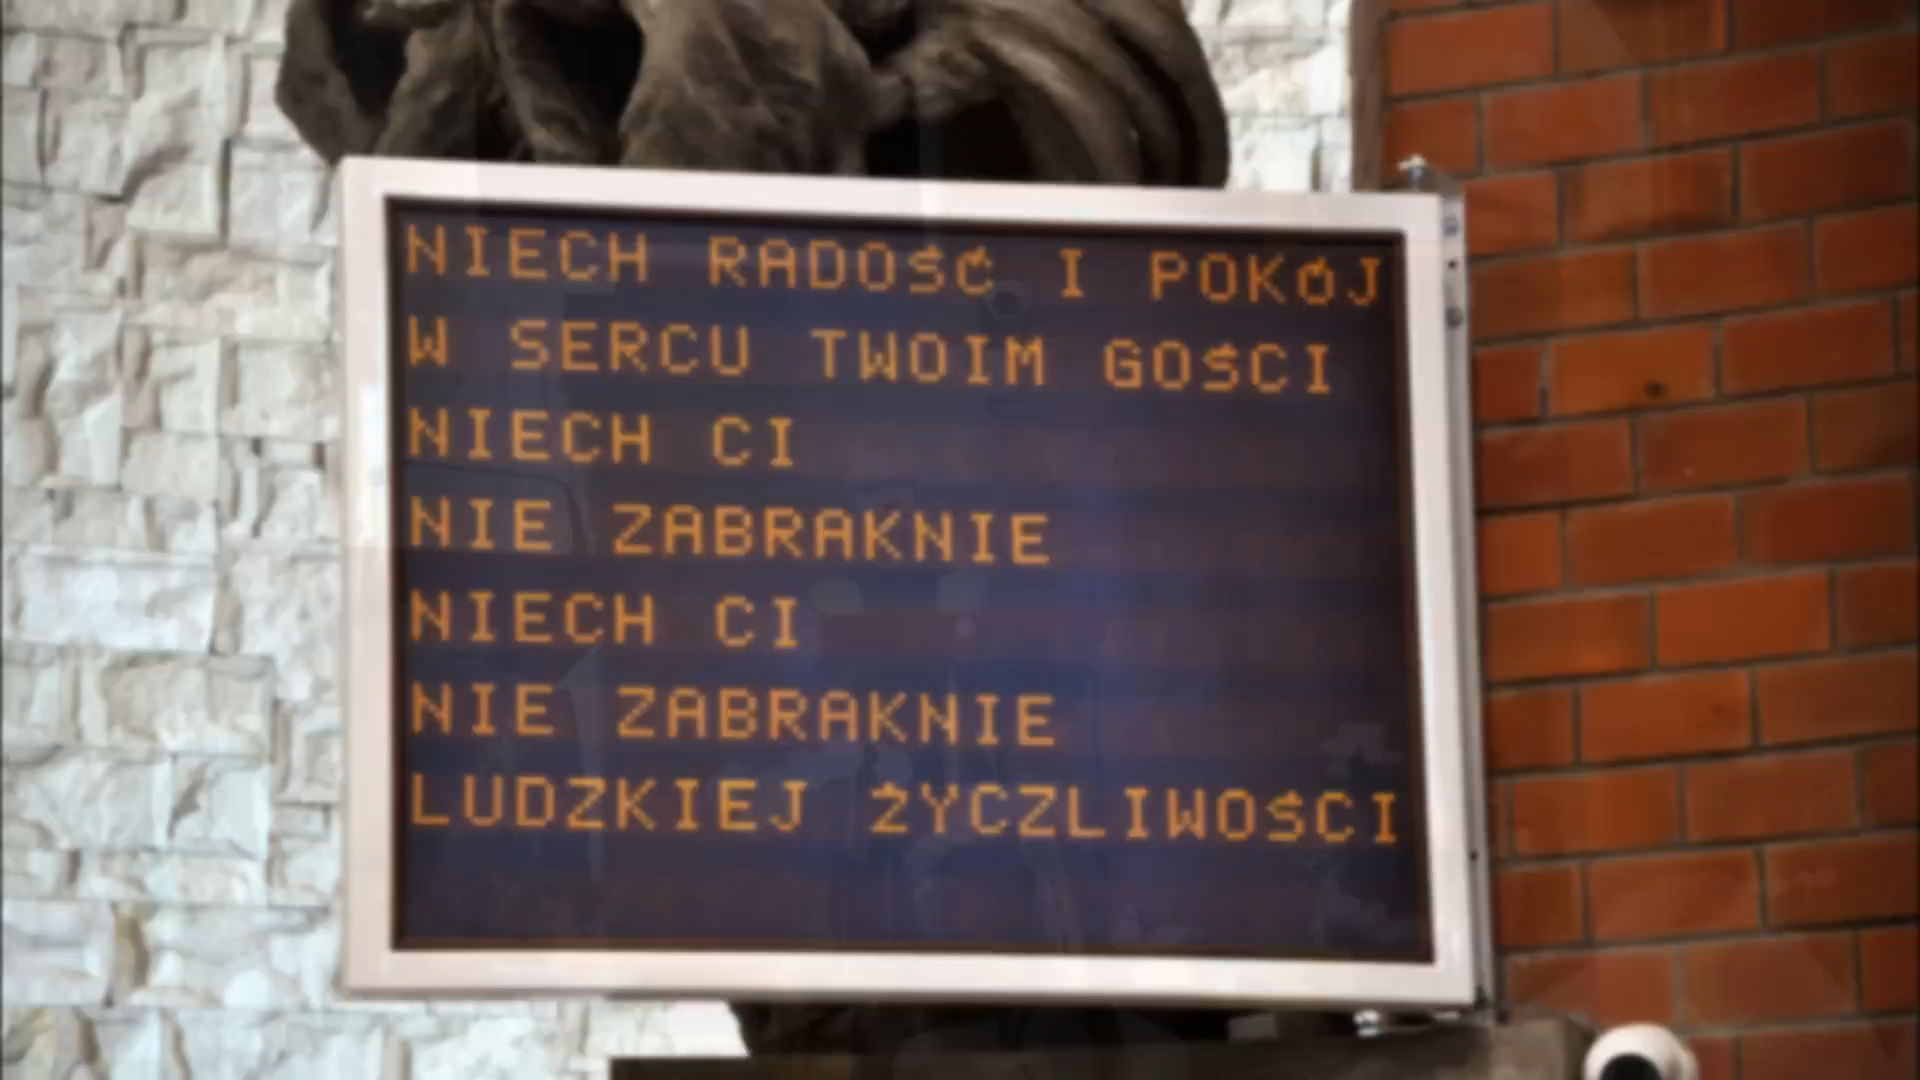 NIECH RADOŚĆ I POKÓJ
W SERCU TWOIM GOŚCI
NIECH CI
NIE ZABRAKNIE
NIECH CI
NIE ZABRAKNIE
LUDZKIEJ ŻYCZLIWOŚCI